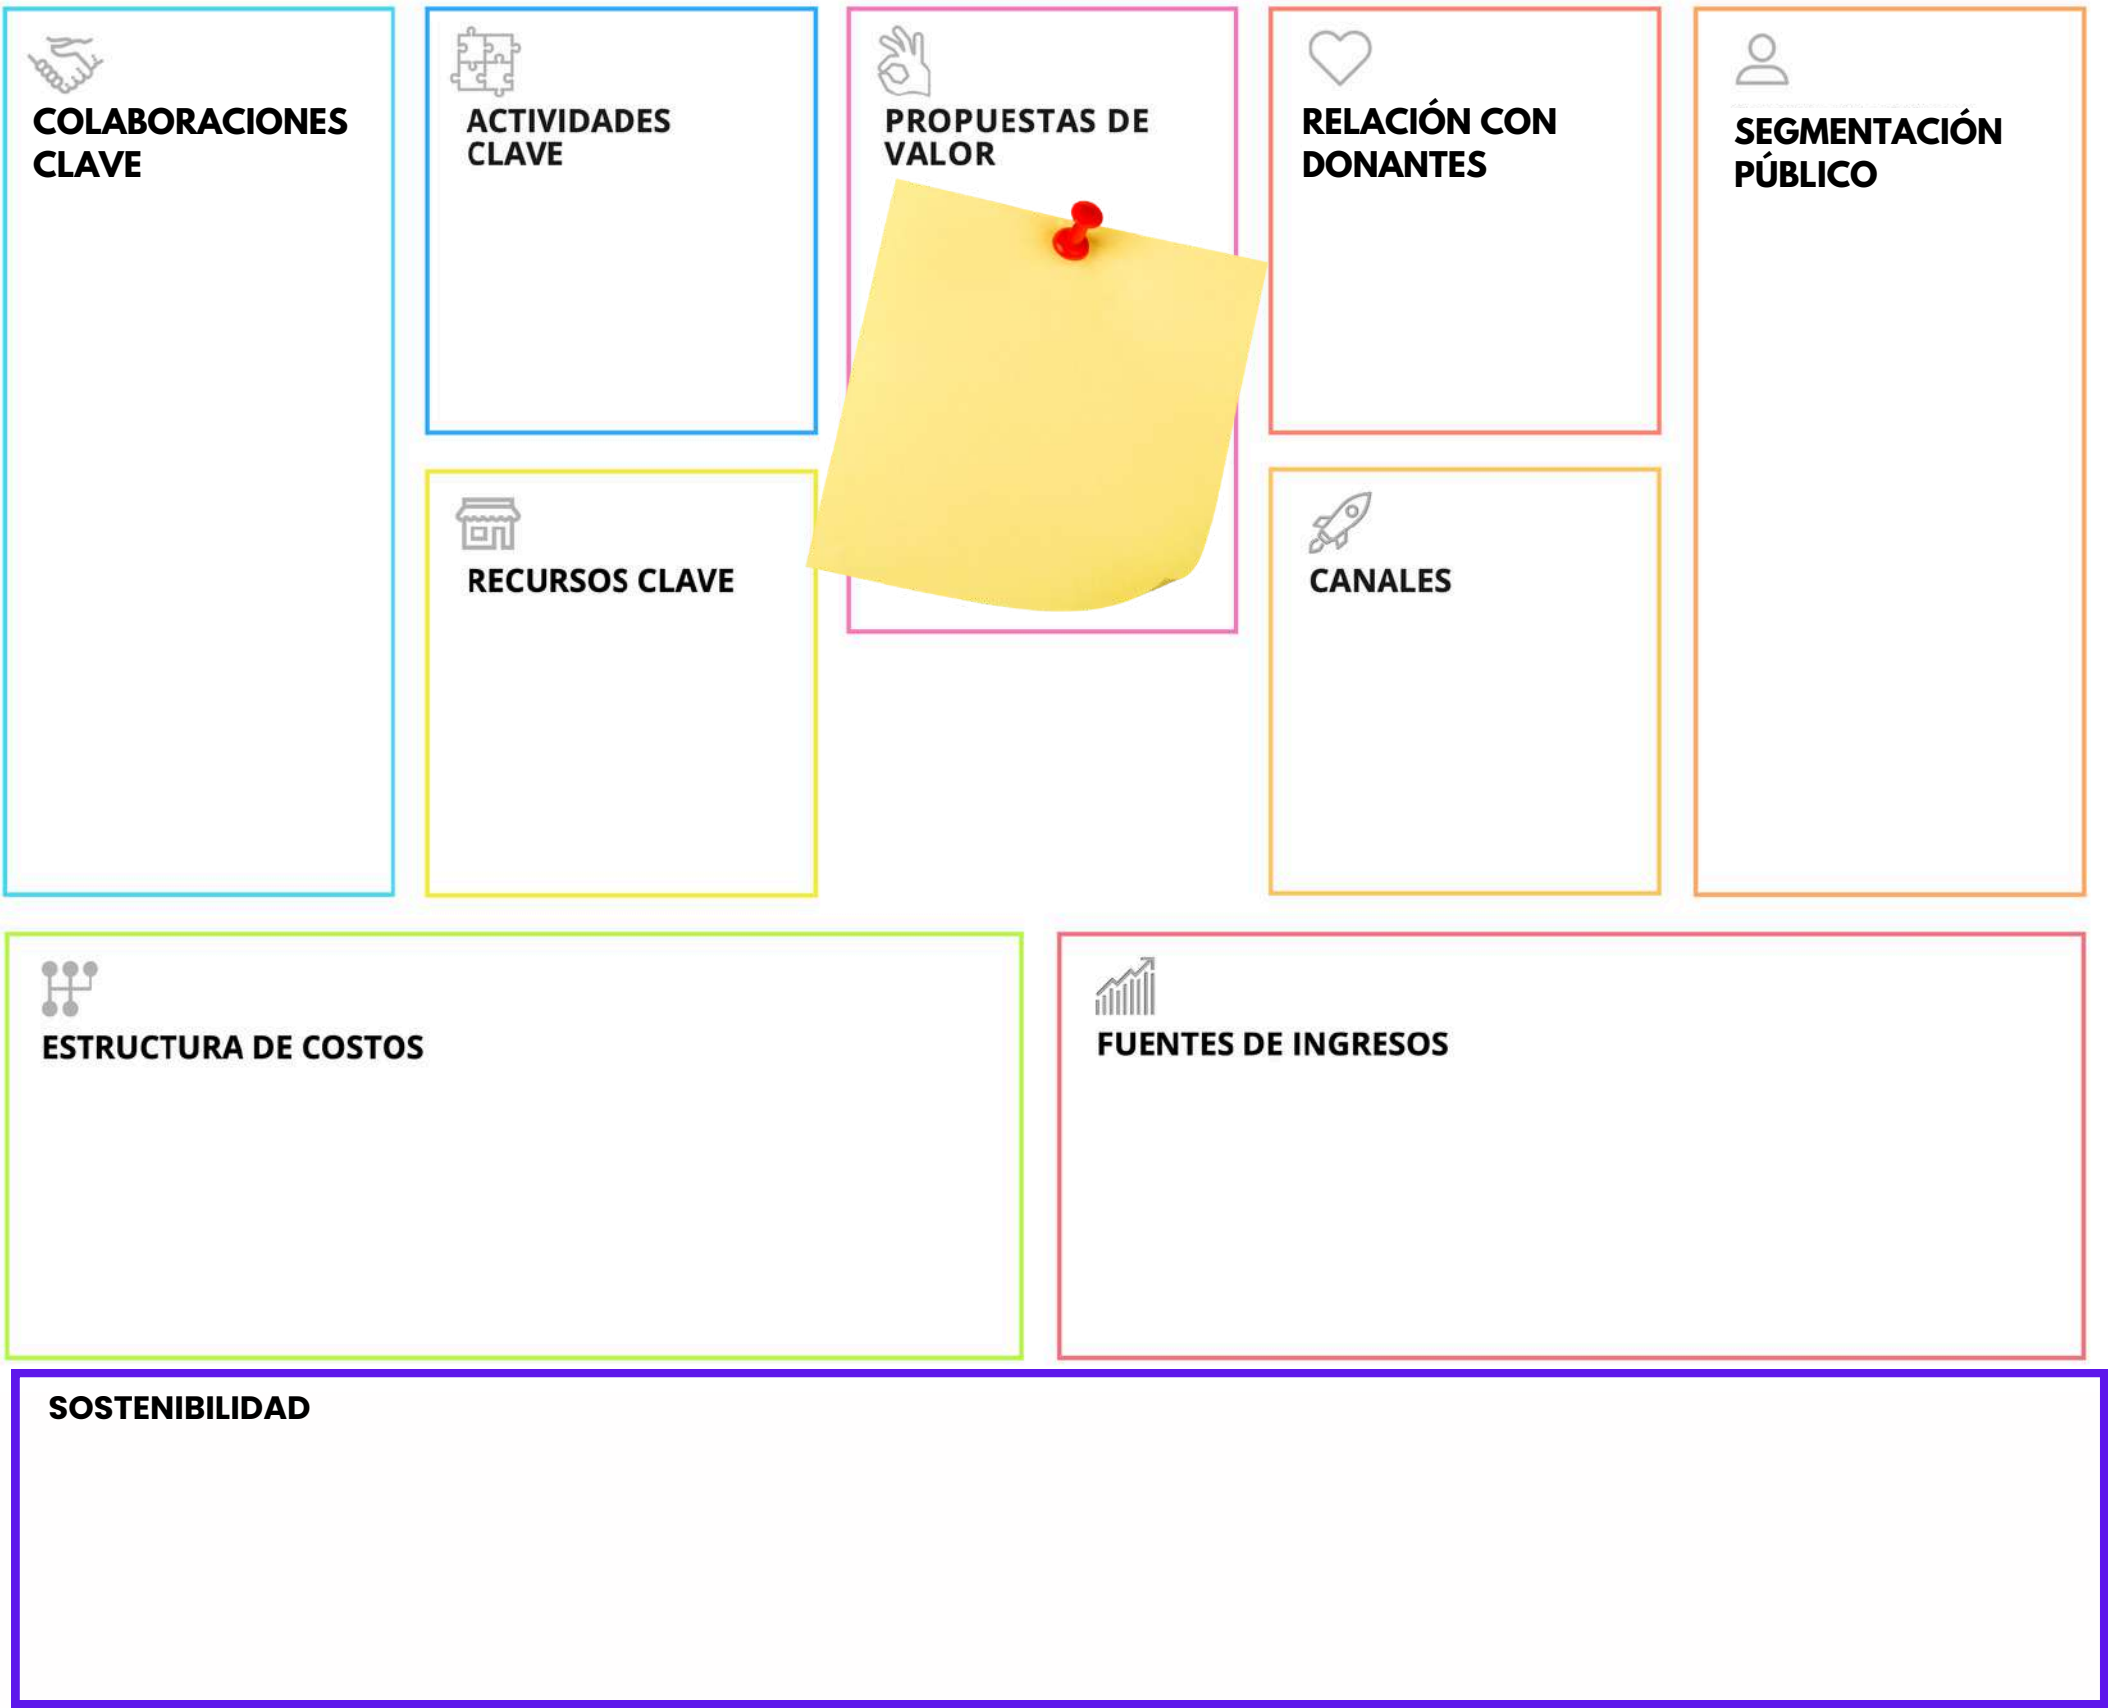 COLABORACIONES
CLAVE
ACTIVIDADES
CLAVE
PROPUESTAS DE
VALOR
RELACIÓN CON
DONANTES
SEGMENTACIÓN
PÚBLICO
RECURSOS CLAVE
CANALES
ESTRUCTURA DE COSTOS
FUENTES DE INGRESOS
SOSTENIBILIDAD